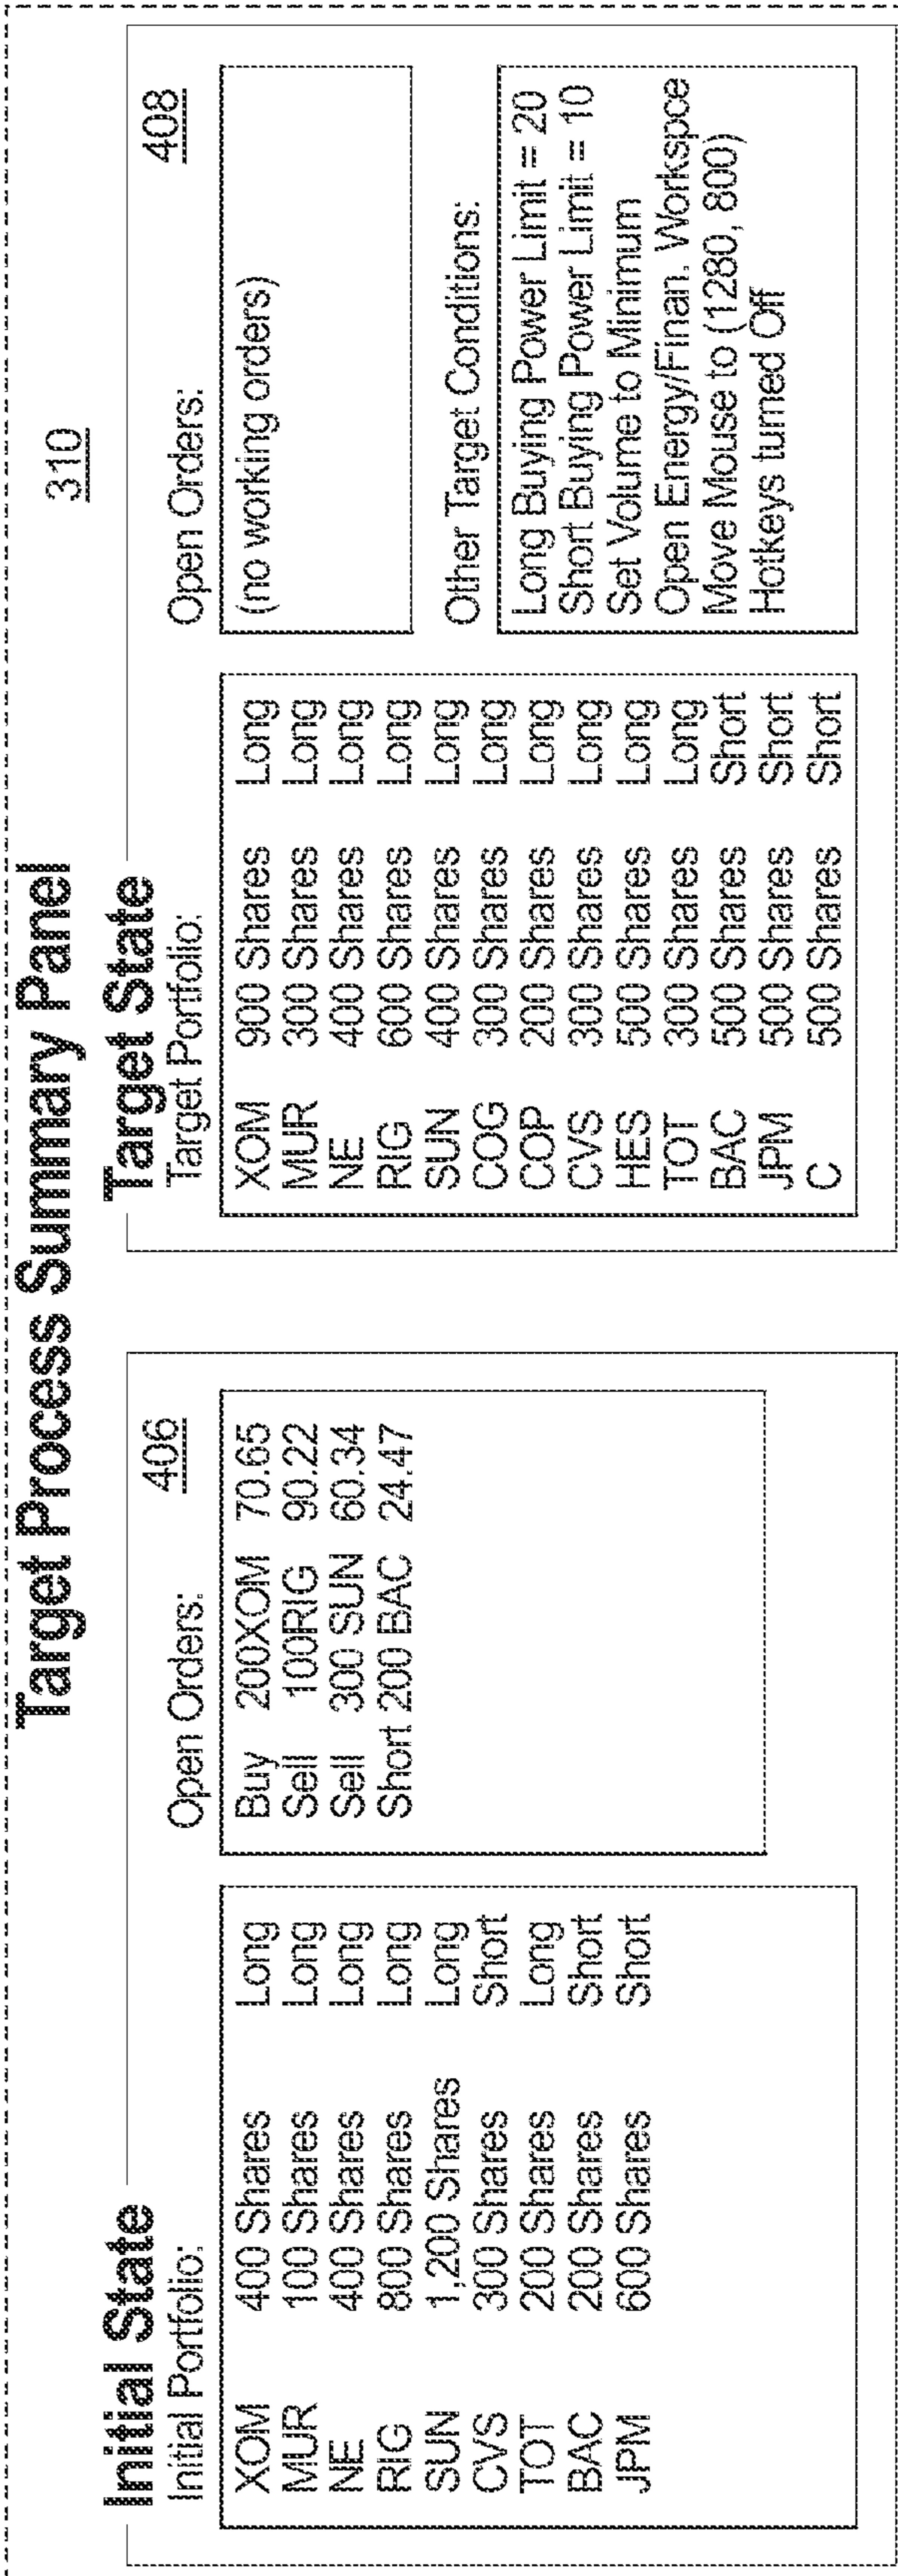 Target Process Summary Panel
310
Initial State
406
Initial Portfolio:
XOM 400 Shares Long
MUR 100 Shares Long
NE 400 Shares Long
RIG 800 Shares Long
SUN 1,200 Shares Long
CVS 300 Shares Short
TOT 200 Shares Long
BAC 200 Shares Short
JPM 600 Shares Short
Open Orders:
Buy 200XOM 70.65
Sell 100RIG 90.22
Sell 300 SUN 60.34
Short 200 BAC 24.47
Target State
408
Target Portfolio:
XOM 900 Shares Long
MUR 300 Shares Long
NE 400 Shares Long
RIG 600 Shares Long
SUN 400 Shares Long
COG 300 Shares Long
COP 200 Shares Long
CVS 300 Shares Long
HES 500 Shares Long
TOT 300 Shares Long
BAC 500 Shares Short
JPM 500 Shares Short
C 500 Shares Short
Open Orders:
(no working orders)
Other Target Conditions:
Long Buying Power Limit = 20
Short Buying Power Limit = 10
Set Volume to Minimum
Open Energy/Finan. Workspce
Move Mouse to (1280, 800)
Hotkeys turned Off